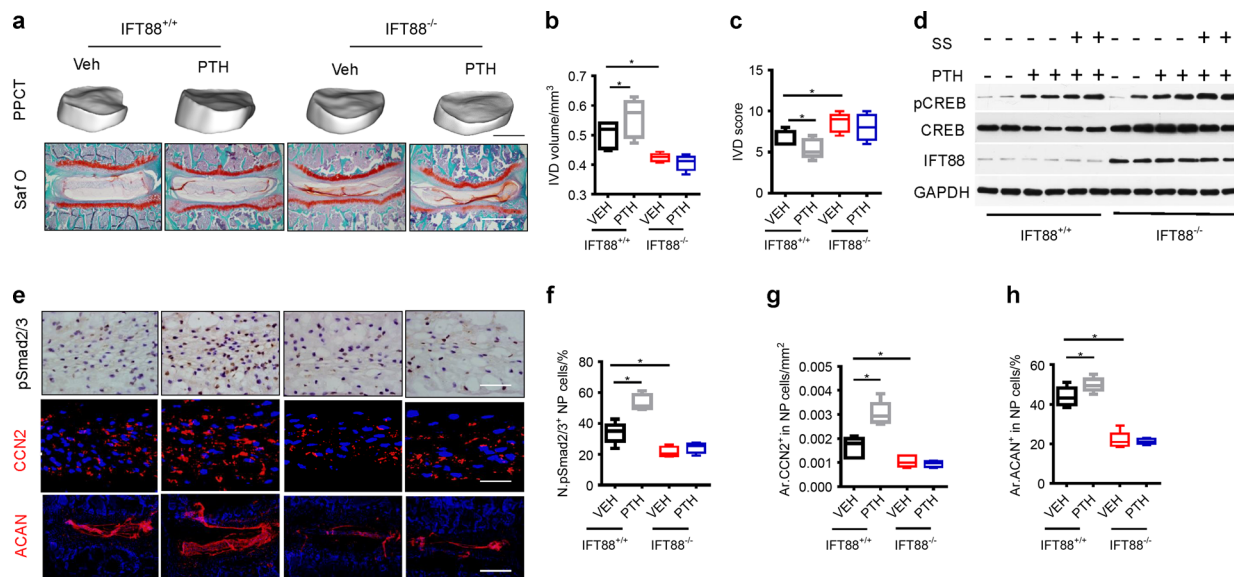 a
IFT88+/+
IFT88-/-
Veh
PTH
Veh
PTH
PPCT
Saf O
b
IVD volume/mm3
0.7
0.6
0.5
0.4
0.3
*
*
VEH
PTH
VEH
PTH
IFT88+/+
IFT88-/-
c
IVD score
15
10
5
0
*
*
VEH
PTH
VEH
PTH
IFT88+/+
IFT88-/-
d
SS - - - - + + - - - - + +
PTH - - + + + + - - + + + +
pCREB
CREB
IFT88
GAPDH
IFT88+/+
IFT88-/-
e
pSmad2/3
CCN2
ACAN
f
N.pSmad2/3+ NP cells/%
100
80
60
40
20
0
*
*
VEH
PTH
VEH
PTH
IFT88+/+
IFT88-/-
g
Ar.CCN2+ in NP cells/mm2
0.005
0.004
0.003
0.002
0.001
0.000
*
*
VEH
PTH
VEH
PTH
IFT88+/+
IFT88-/-
h
Ar.ACAN+ in NP cells/%
60
40
20
0
*
*
VEH
PTH
VEH
PTH
IFT88+/+
IFT88-/-